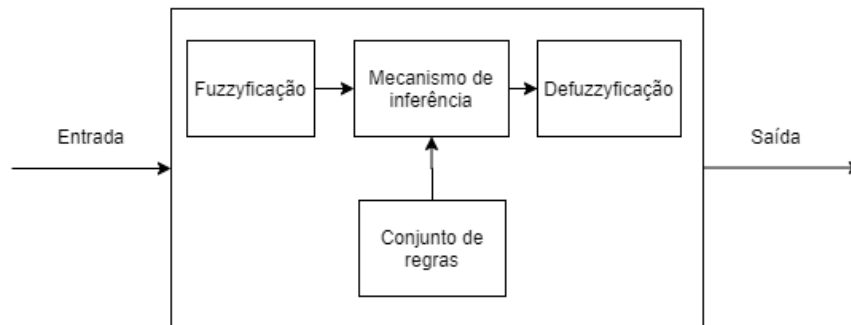 Fuzzyficação
Mecanismo de
inferência
Defuzzyficação
Entrada
Saída
Conjunto de
regras